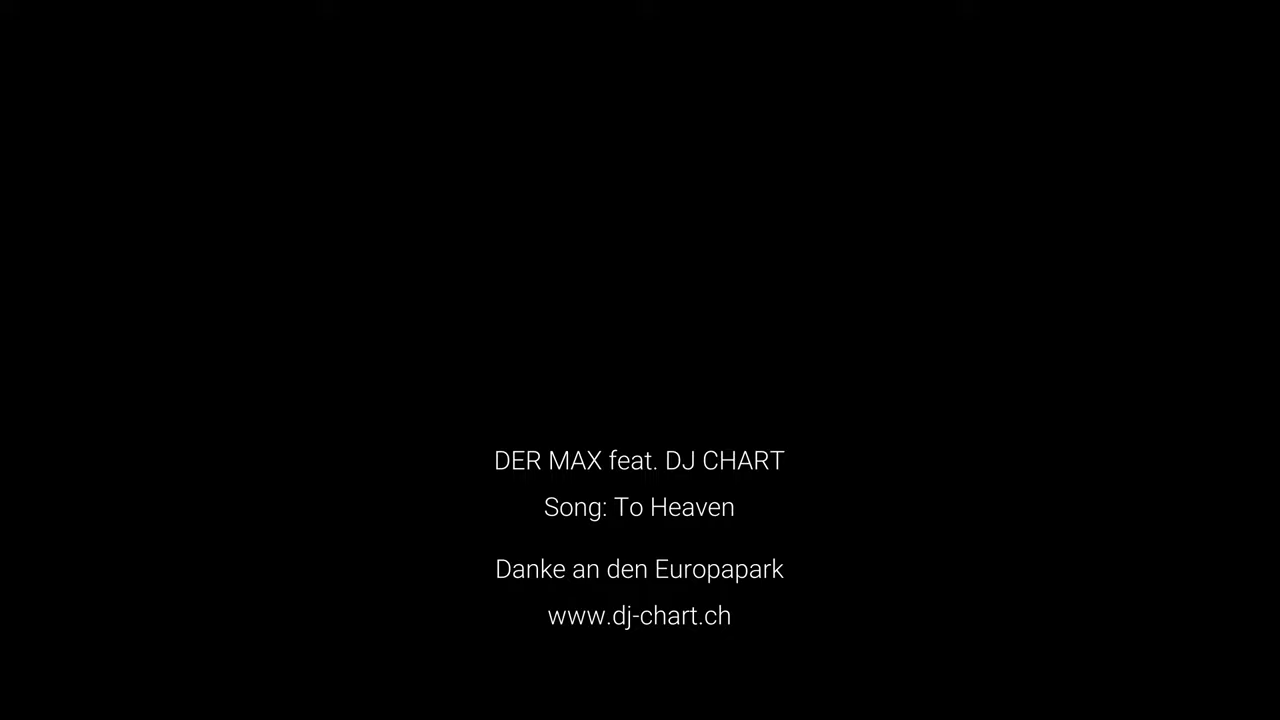 DER MAX feat. DJ CHART
Song: To Heaven
Danke an den Europapark
www.dj-chart.ch